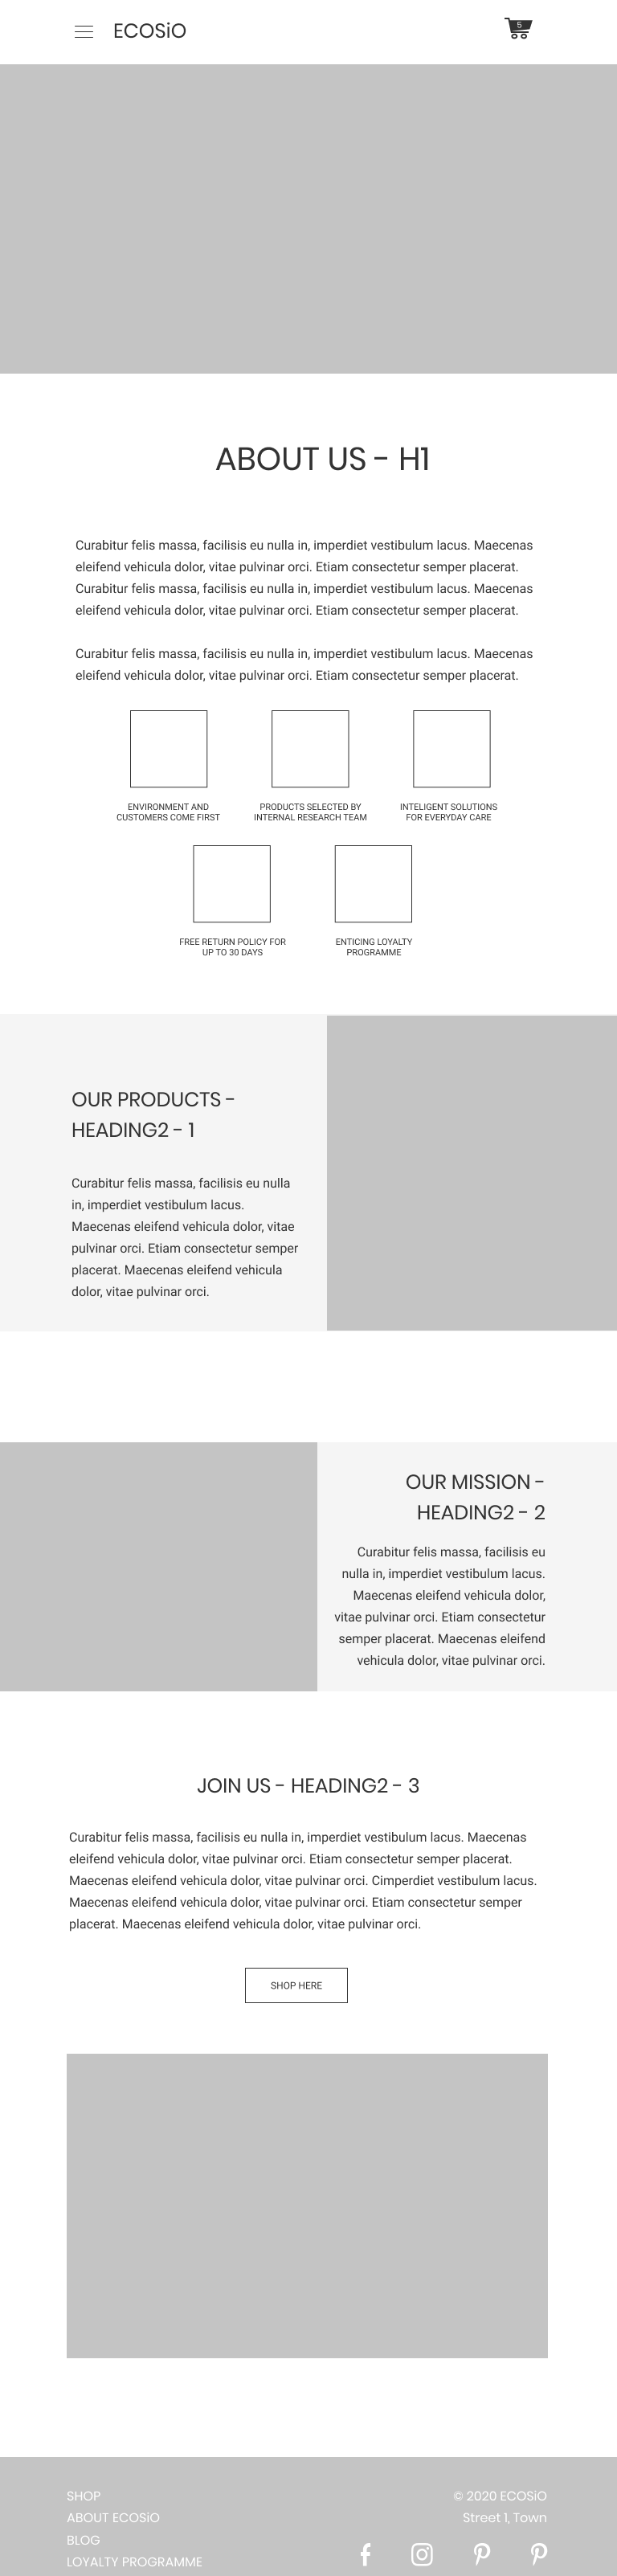 ECOSiO
5
ABOUT US - H1
Curabitur felis massa, facilisis eu nulla in, imperdiet vestibulum lacus. Maecenas
eleifend vehicula dolor, vitae pulvinar orci. Etiam consectetur semper placerat.
Curabitur felis massa, facilisis eu nulla in, imperdiet vestibulum lacus. Maecenas
eleifend vehicula dolor, vitae pulvinar orci. Etiam consectetur semper placerat.
Curabitur felis massa, facilisis eu nulla in, imperdiet vestibulum lacus. Maecenas
eleifend vehicula dolor, vitae pulvinar orci. Etiam consectetur semper placerat.
ENVIRONMENT AND
CUSTOMERS COME FIRST
PRODUCTS SELECTED BY
INTERNAL RESEARCH TEAM
INTELIGENT SOLUTIONS
FOR EVERYDAY CARE
FREE RETURN POLICY FOR
UP TO 30 DAYS
ENTICING LOYALTY
PROGRAMME
OUR PRODUCTS -
HEADING2 - 1
Curabitur felis massa, facilisis eu nulla
in, imperdiet vestibulum lacus.
Maecenas eleifend vehicula dolor, vitae
pulvinar orci. Etiam consectetur semper
placerat. Maecenas eleifend vehicula
dolor, vitae pulvinar orci.
OUR MISSION -
HEADING2 - 2
Curabitur felis massa, facilisis eu
nulla in, imperdiet vestibulum lacus.
Maecenas eleifend vehicula dolor,
vitae pulvinar orci. Etiam consectetur
semper placerat. Maecenas eleifend
vehicula dolor, vitae pulvinar orci.
JOIN US - HEADING2 - 3
Curabitur felis massa, facilisis eu nulla in, imperdiet vestibulum lacus. Maecenas
eleifend vehicula dolor, vitae pulvinar orci. Etiam consectetur semper placerat.
Maecenas eleifend vehicula dolor, vitae pulvinar orci. Cimperdiet vestibulum lacus.
Maecenas eleifend vehicula dolor, vitae pulvinar orci. Etiam consectetur semper
placerat. Maecenas eleifend vehicula dolor, vitae pulvinar orci.
SHOP HERE
SHOP
ABOUT ECOSiO
BLOG
LOYALTY PROGRAMME
© 2020 ECOSiO
Street 1, Town